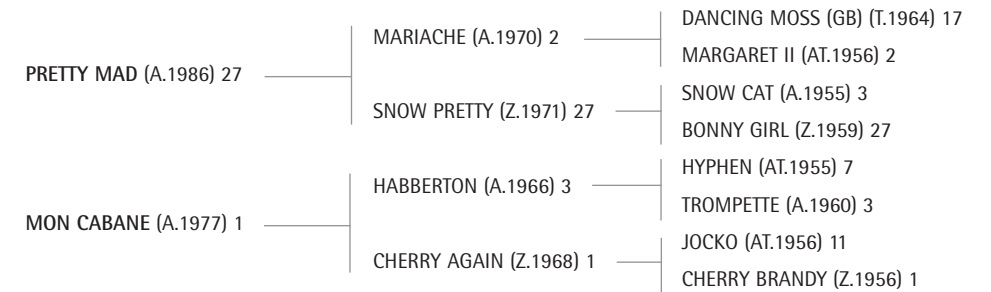 DANCING MOSS (GB) (T.1964) 17
MARIACHE (A.1970) 2
MARGARET II (AT.1956) 2
PRETTY MAD (A.1986) 27
SNOW CAT (A.1955) 3
SNOW PRETTY (Z.1971) 27
BONNY GIRL (Z.1959) 27
HYPHEN (AT.1955) 7
HABBERTON (A.1966) 3
TROMPETTE (A.1960) 3
MON CABANE (A.1977) 1
JOCKO (AT.1956) 11
CHERRY AGAIN (Z.1968) 1
CHERRY BRANDY (Z.1956) 1